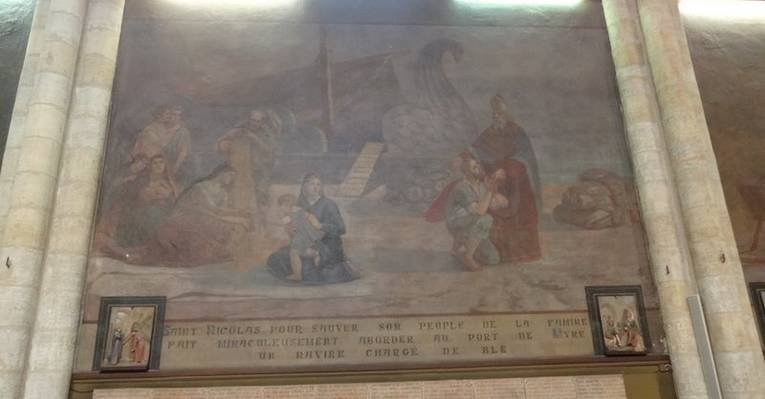 SAINT NICOLAS POUR SAUVER SON PEUPLE DE LA FAMINE
FAIT MIRACULEUSEMENT ABORDER AU PORT DE MYRE
UN NAVIRE CHARGÉ DE BLÉ